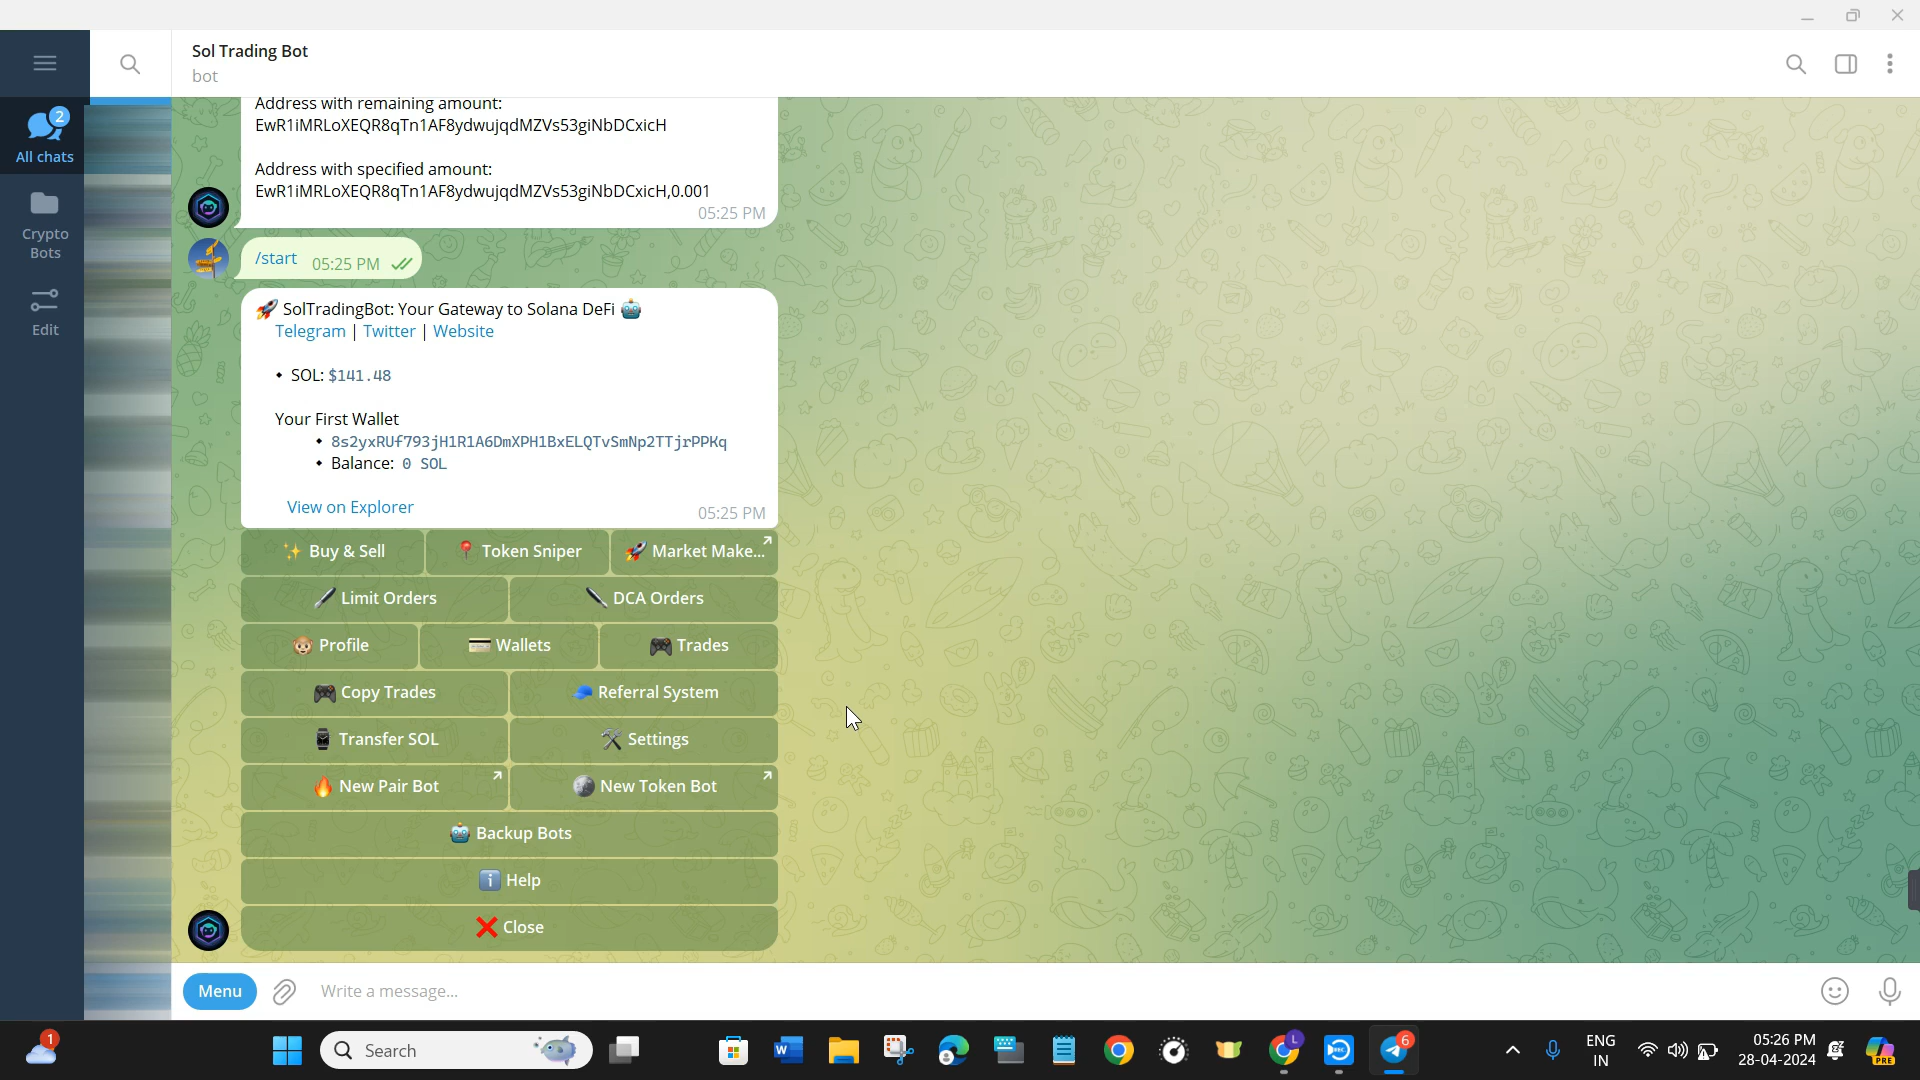 Sol Trading Bot
bot
2
All chats
Crypto
Bots
Edit
Address with remaining amount:
EwR1iMRLoXEQR8qTn1AF8ydwujqdMZVs53giNbDCxicH
Address with specified amount:
EwR1iMRLoXEQR8qTn1AF8ydwujqdMZVs53giNbDCxicH,0.001
05:25 PM
/start 05:25 PM
🚀 SolTradingBot: Your Gateway to Solana DeFi 🤖
Telegram | Twitter | Website
• SOL: $141.48
Your First Wallet
• 8s2yxRUf793jH1R1A6DmXPH1BxELQTvSmNp2TTjrPPKq
• Balance: 0 SOL
View on Explorer
05:25 PM
✨ Buy & Sell 📍 Token Sniper 🚀 Market Make...
Limit Orders DCA Orders
🐵 Profile 💳 Wallets 🎮 Trades
🎮 Copy Trades 🧢 Referral System
⌚ Transfer SOL 🛠 Settings
🔥 New Pair Bot 🌕 New Token Bot
🤖 Backup Bots
ℹ️ Help
❌ Close
Menu Write a message...
1
Search
W
L
REC
6
ENG
IN
05:26 PM
28-04-2024
PRE